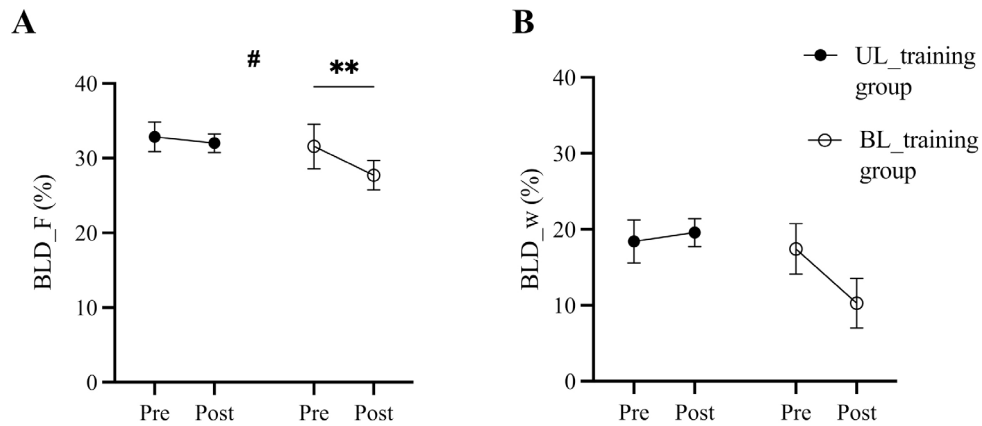 A
#
**
BLD_F (%)
40
30
20
10
0
Pre Post Pre Post
B
UL_training
group
BL_training
group
BLD_w (%)
40
30
20
10
0
Pre Post Pre Post